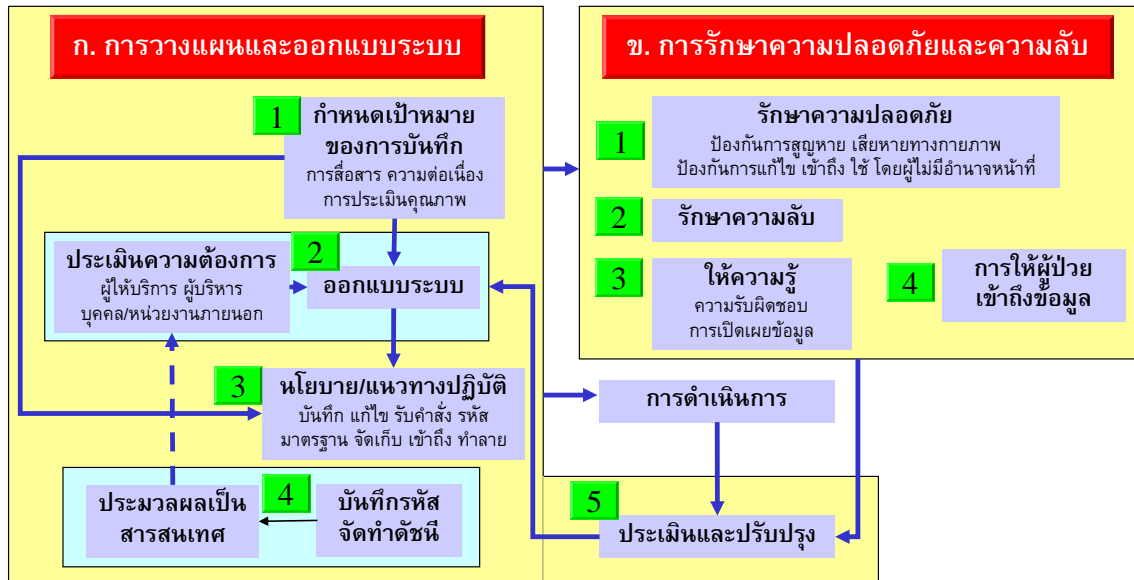 ก. การวางแผนและออกแบบระบบ
1
กำหนดเป้าหมาย
ของการบันทึก
การสื่อสาร ความต่อเนื่อง
การประเมินคุณภาพ
ประเมินความต้องการ
ผู้ให้บริการ ผู้บริหาร
บุคคล/หน่วยงานภายนอก
2
ออกแบบระบบ
3
นโยบาย/แนวทางปฏิบัติ
บันทึก แก้ไข รับคำสั่ง รหัส
มาตรฐาน จัดเก็บ เข้าถึง ทำลาย
ประมวลผลเป็น
สารสนเทศ
4
บันทึกรหัส
จัดทำดัชนี
ข. การรักษาความปลอดภัยและความลับ
1
รักษาความปลอดภัย
ป้องกันการสูญหาย เสียหายทางกายภาพ
ป้องกันการแก้ไข เข้าถึง ใช้ โดยผู้ไม่มีอำนาจหน้าที่
2
รักษาความลับ
3
ให้ความรู้
ความรับผิดชอบ
การเปิดเผยข้อมูล
4
การให้ผู้ป่วย
เข้าถึงข้อมูล
การดำเนินการ
5
ประเมินและปรับปรุง